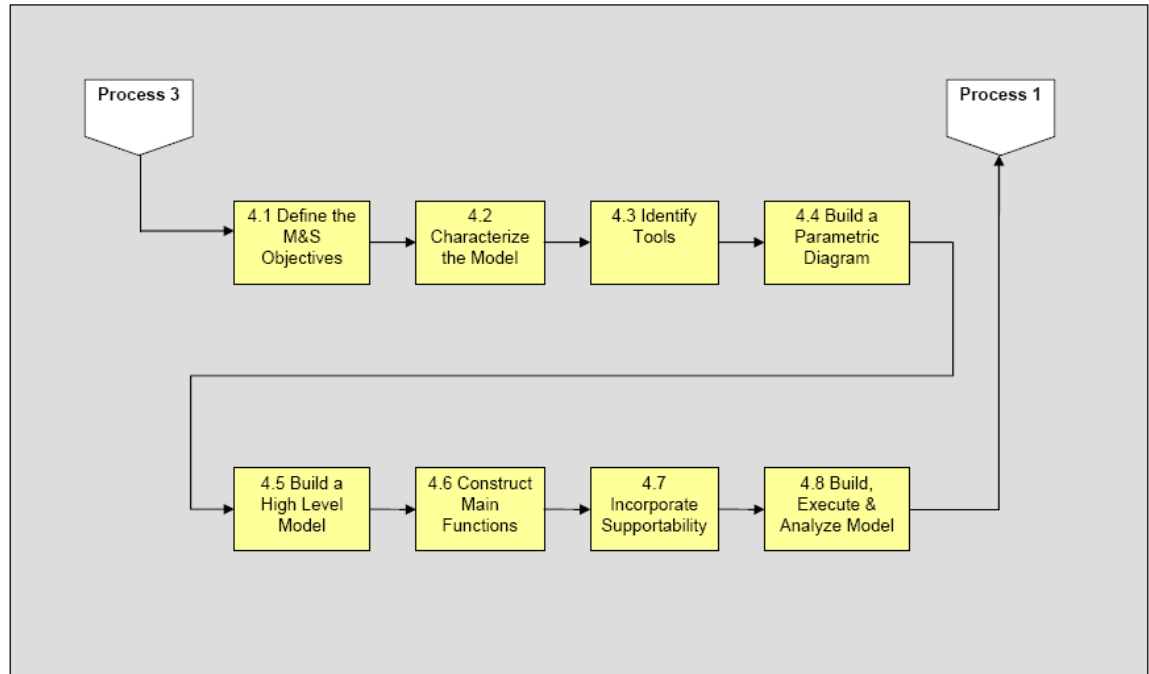 Process 3
Process 1
4.1 Define the
M&S
Objectives
4.2
Characterize
the Model
4.3 Identify
Tools
4.4 Build a
Parametric
Diagram
4.5 Build a
High Level
Model
4.6 Construct
Main
Functions
4.7
Incorporate
Supportability
4.8 Build,
Execute &
Analyze Model